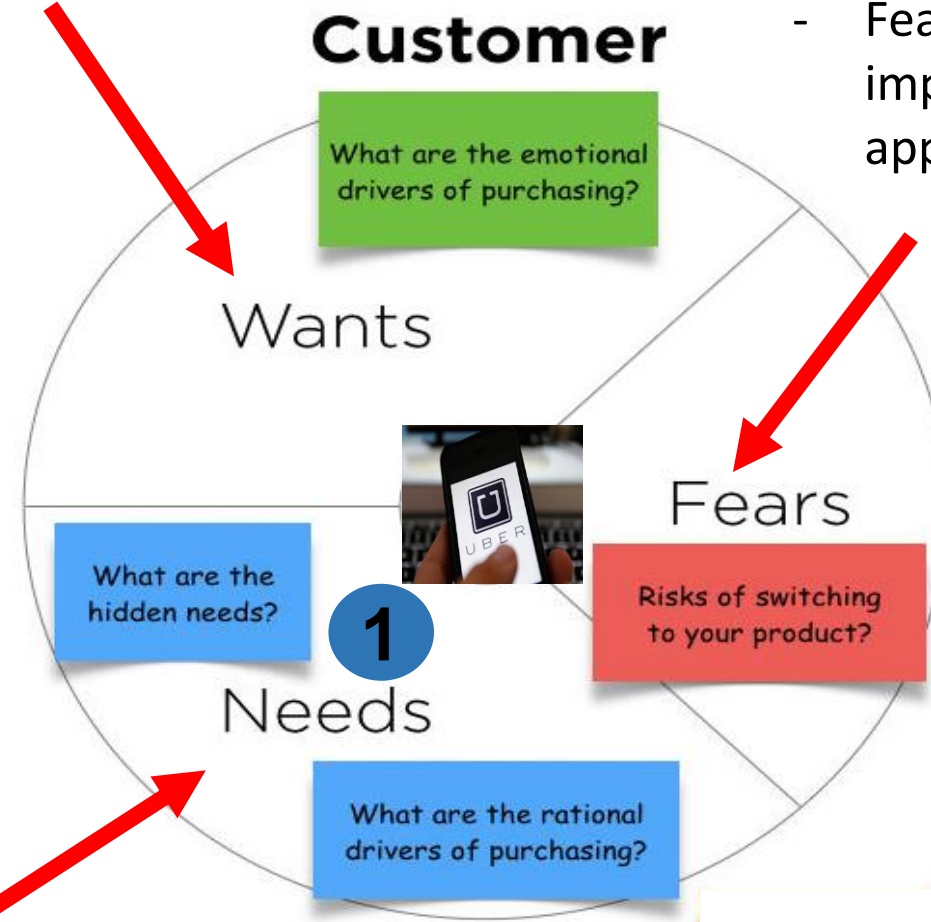 Customer
-
What are the emotional
drivers of purchasing?
Wants
UBER
Fears
What are the
hidden needs?
1
Risks of switching
to your product?
Needs
What are the rational
drivers of purchasing?